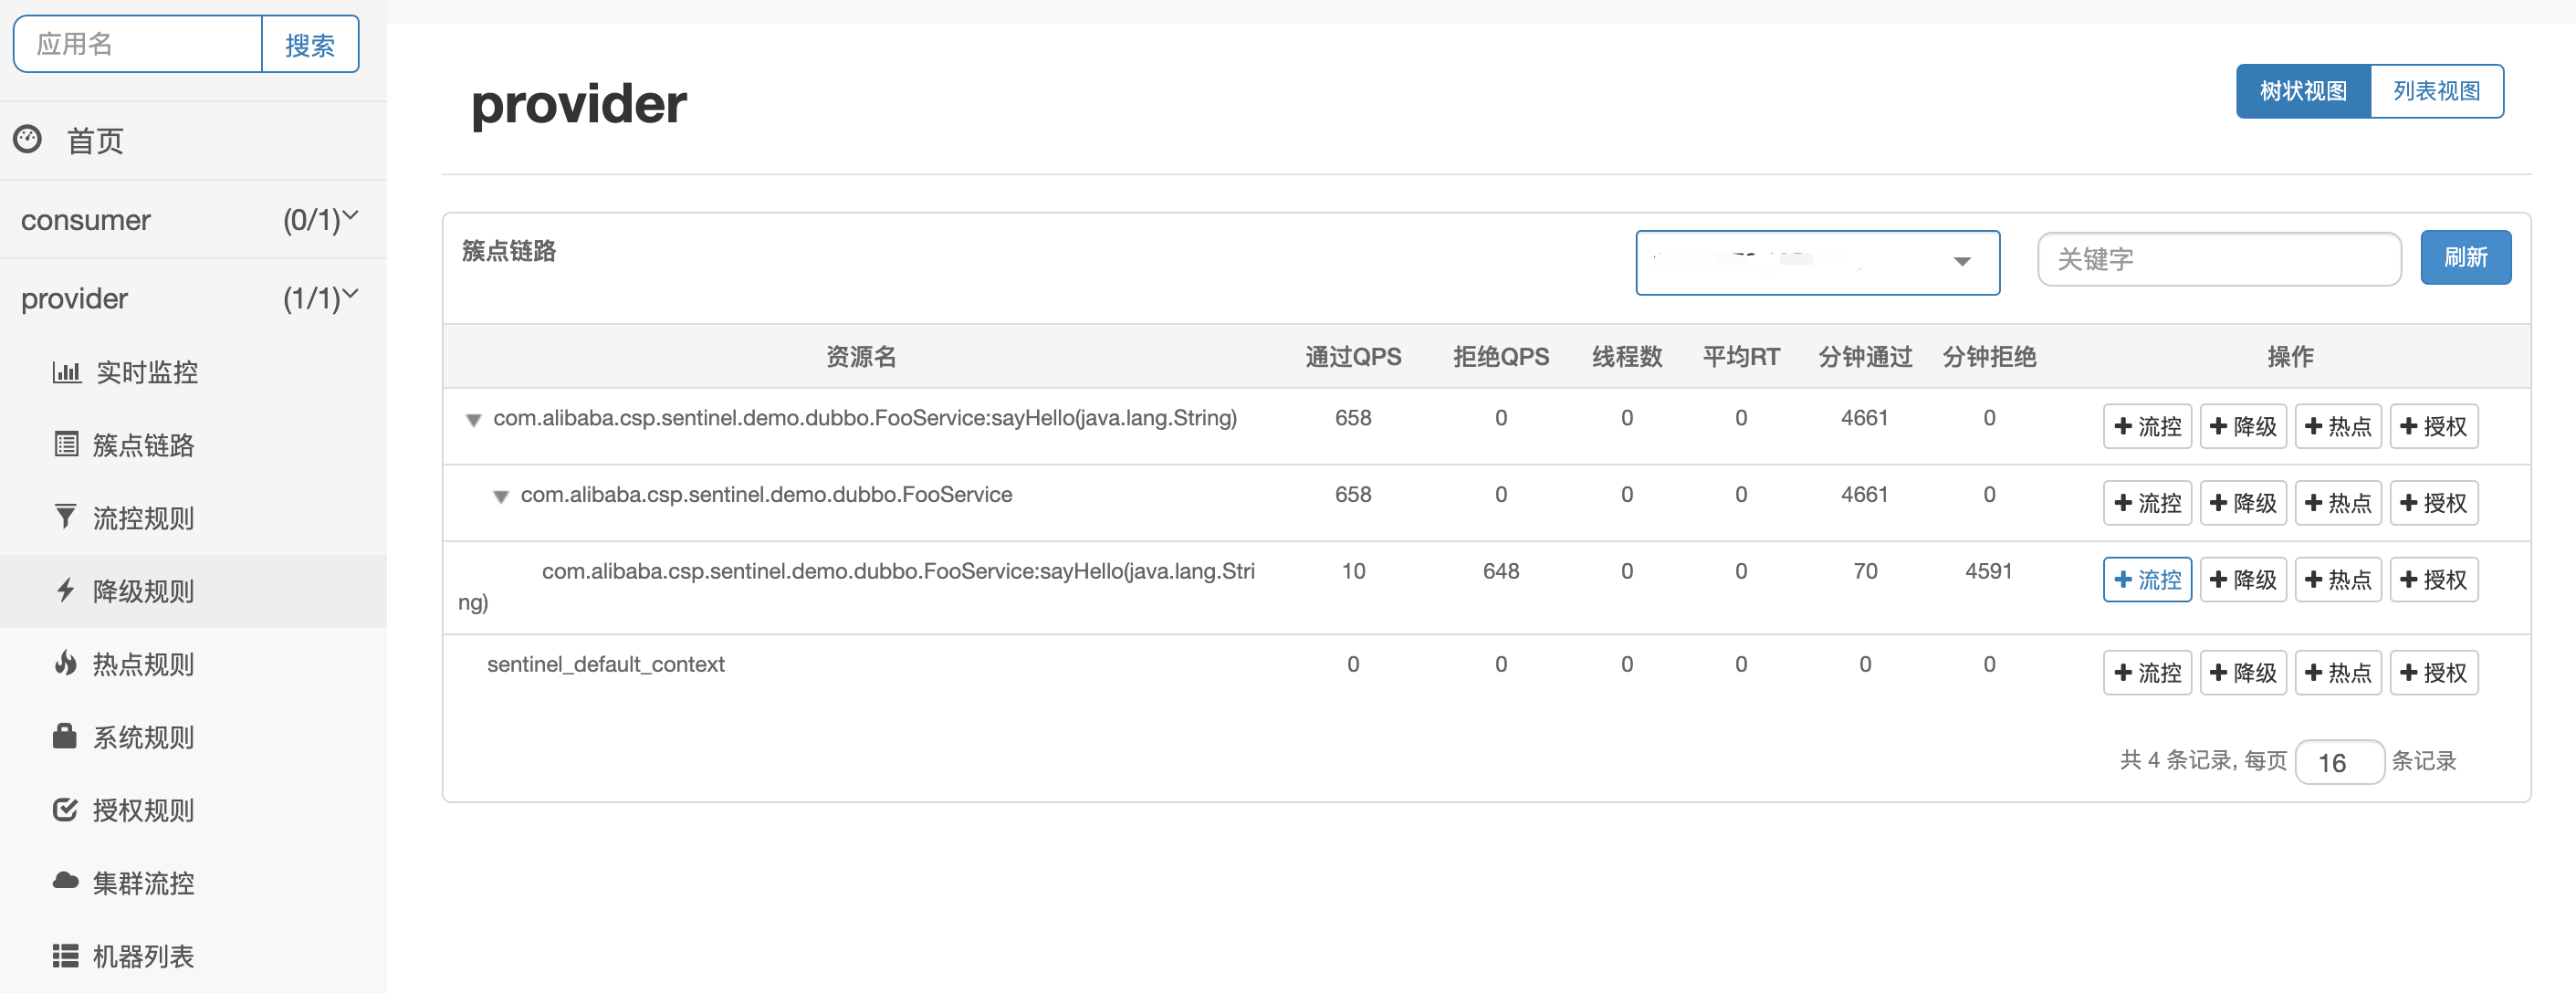 应用名 搜索
首页
consumer (0/1)
provider (1/1)
实时监控
簇点链路
流控规则
降级规则
热点规则
系统规则
授权规则
集群流控
机器列表
provider
树状视图 列表视图
簇点链路 关键字 刷新
资源名 通过QPS 拒绝QPS 线程数 平均RT 分钟通过 分钟拒绝 操作
com.alibaba.csp.sentinel.demo.dubbo.FooService:sayHello(java.lang.String) 658 0 0 0 4661 0 流控 降级 热点 授权
com.alibaba.csp.sentinel.demo.dubbo.FooService 658 0 0 0 4661 0 流控 降级 热点 授权
com.alibaba.csp.sentinel.demo.dubbo.FooService:sayHello(java.lang.Stri 10 648 0 0 70 4591 流控 降级 热点 授权
ng)
sentinel_default_context 0 0 0 0 0 0 流控 降级 热点 授权
共 4 条记录, 每页 16 条记录